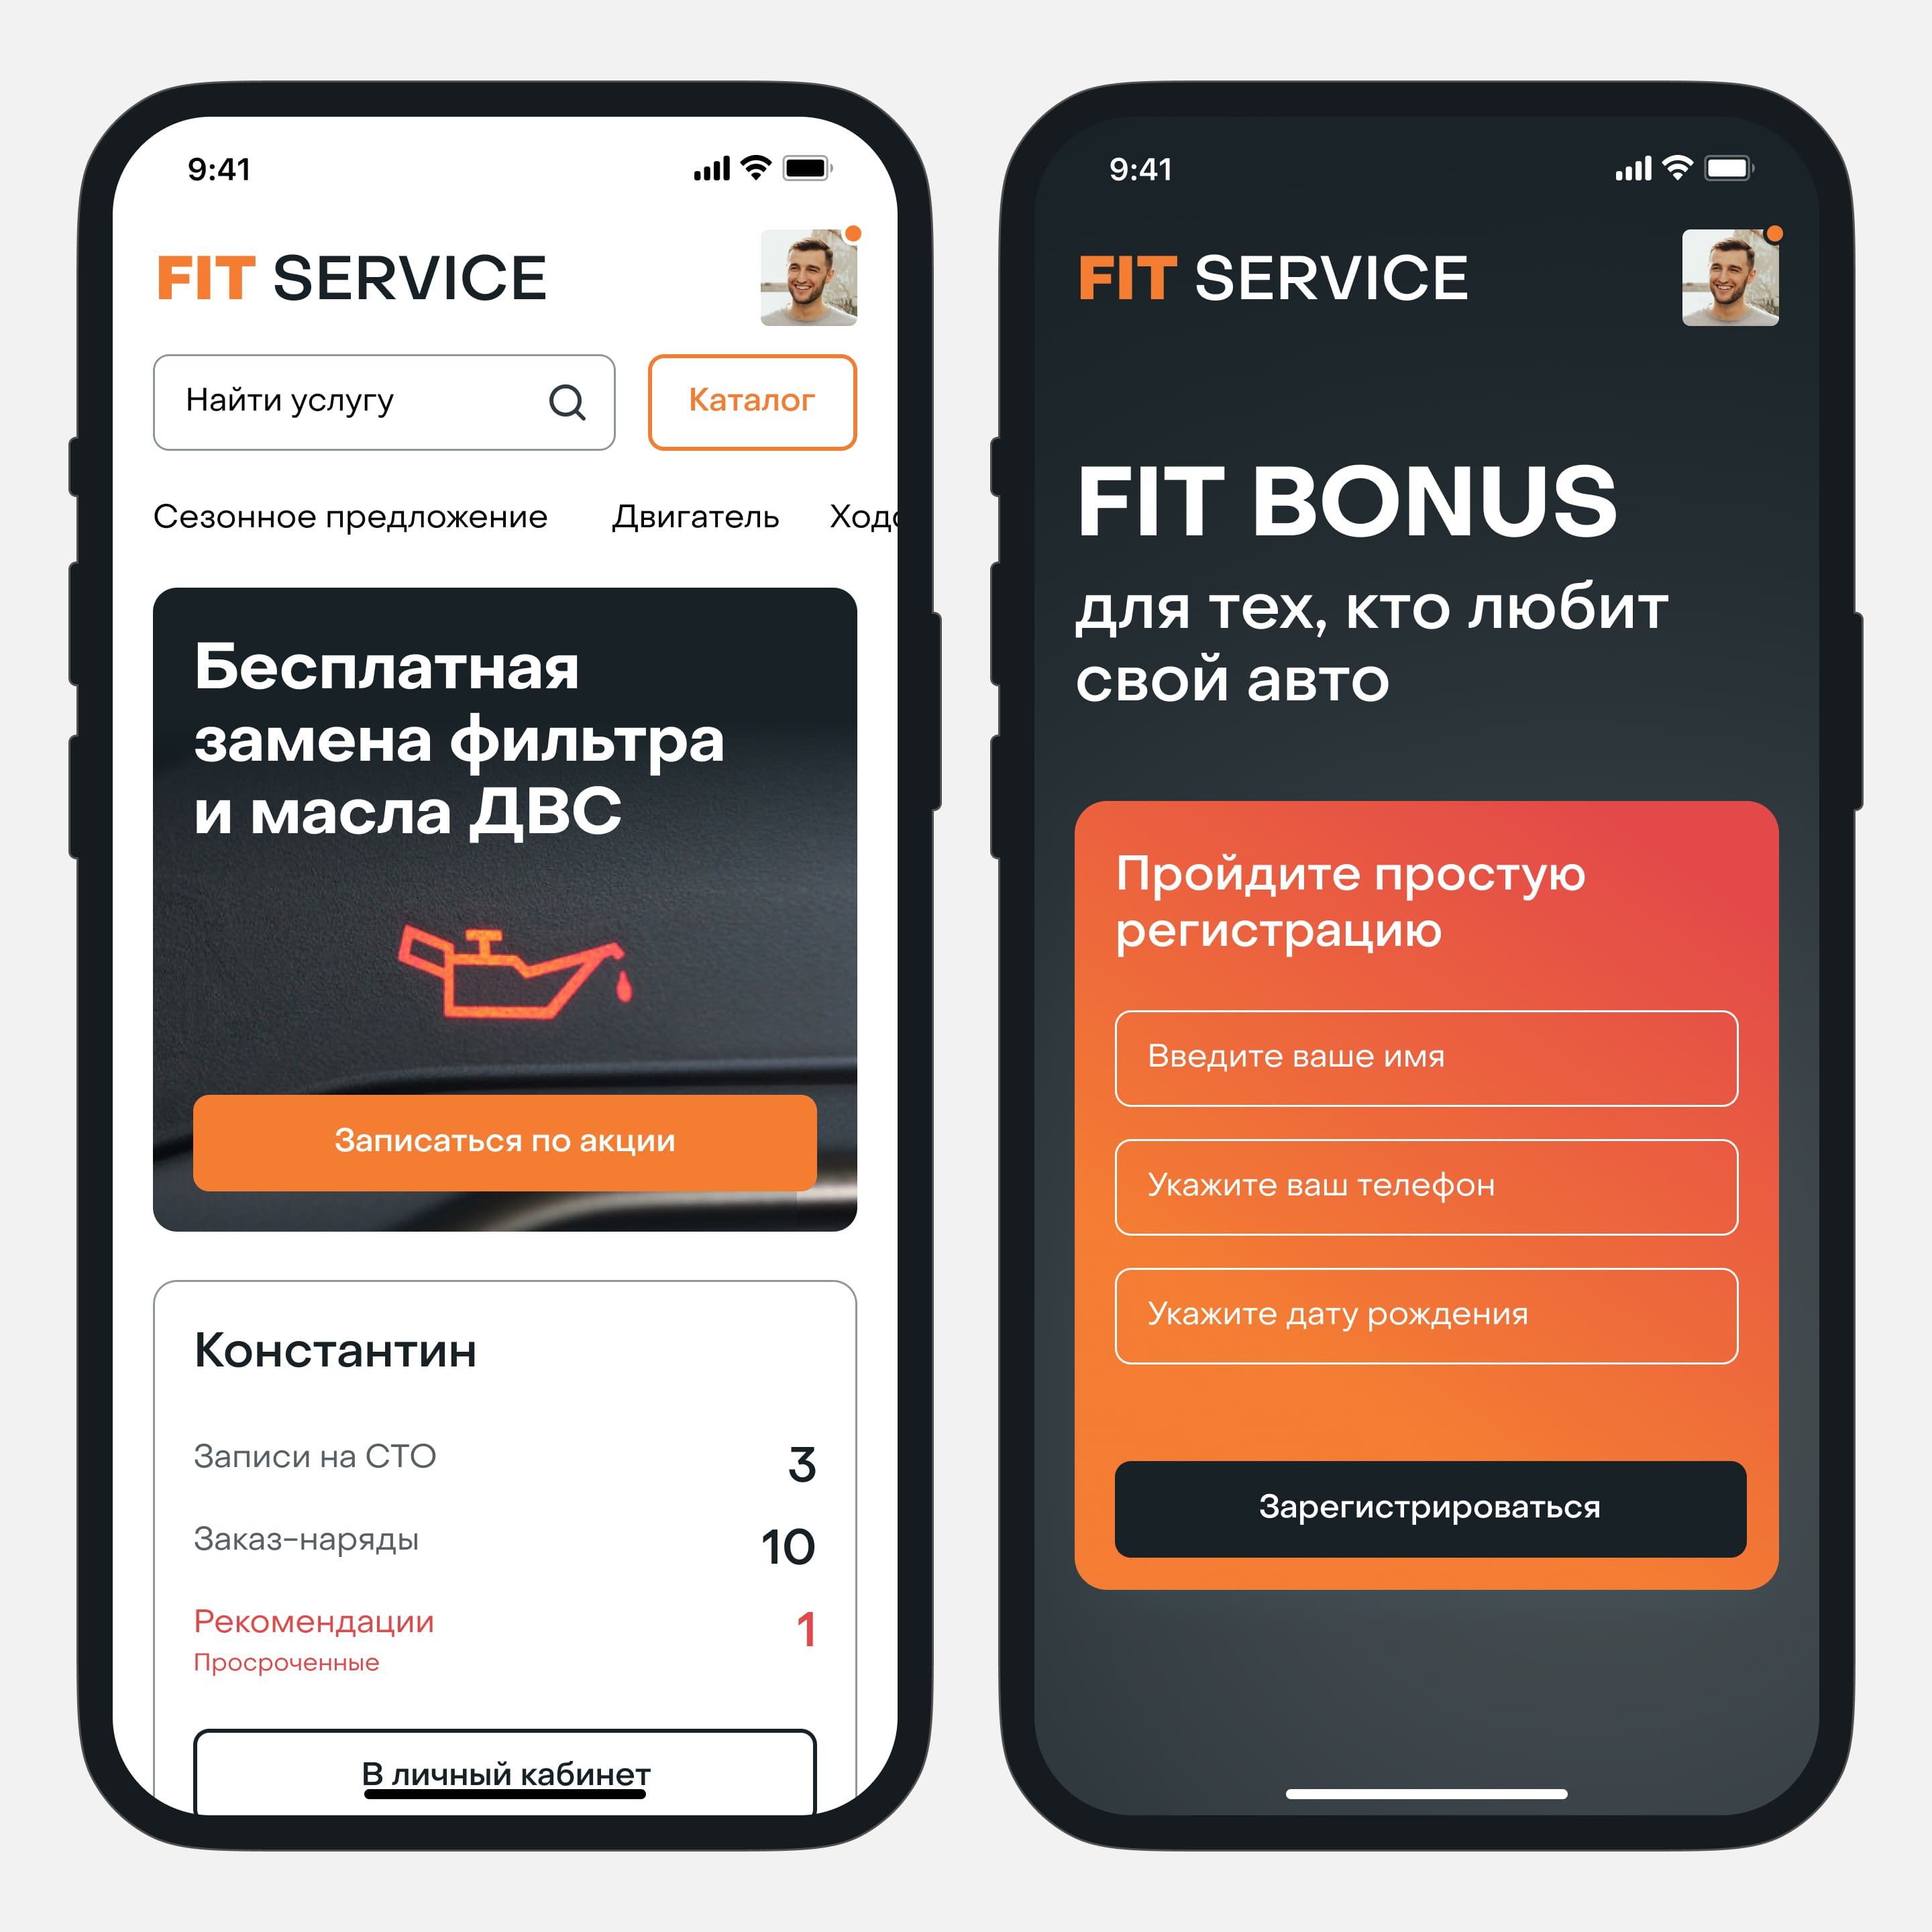 9:41
FIT SERVICE
Найти услугу
Каталог
Сезонное предложение Двигатель
Бесплатная
замена фильтра
и масла ДВС
Записаться по акции
Константин
Записи на СТО 3
Заказ-наряды 10
Рекомендации 1
Просроченные
В личный кабинет
9:41
FIT SERVICE
FIT BONUS
для тех, кто любит
свой авто
Пройдите простую
регистрацию
Введите ваше имя
Укажите ваш телефон
Укажите дату рождения
Зарегистрироваться